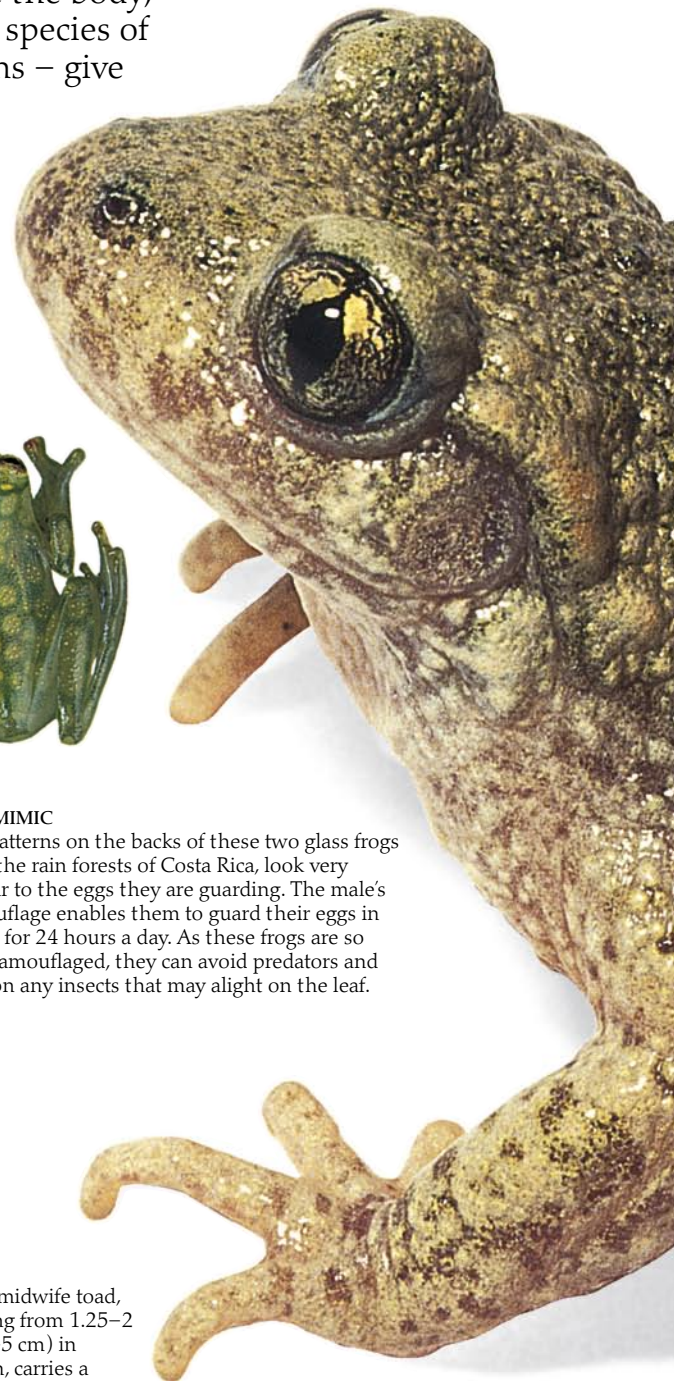 the body,
species of
ns – give
MIMIC
atterns on the backs of these two glass frogs
the rain forests of Costa Rica, look very
ar to the eggs they are guarding. The male’s
uflage enables them to guard their eggs in
for 24 hours a day. As these frogs are so
amouflaged, they can avoid predators and
on any insects that may alight on the leaf.
midwife toad,
ng from 1.25–2
5 cm) in
n, carries a